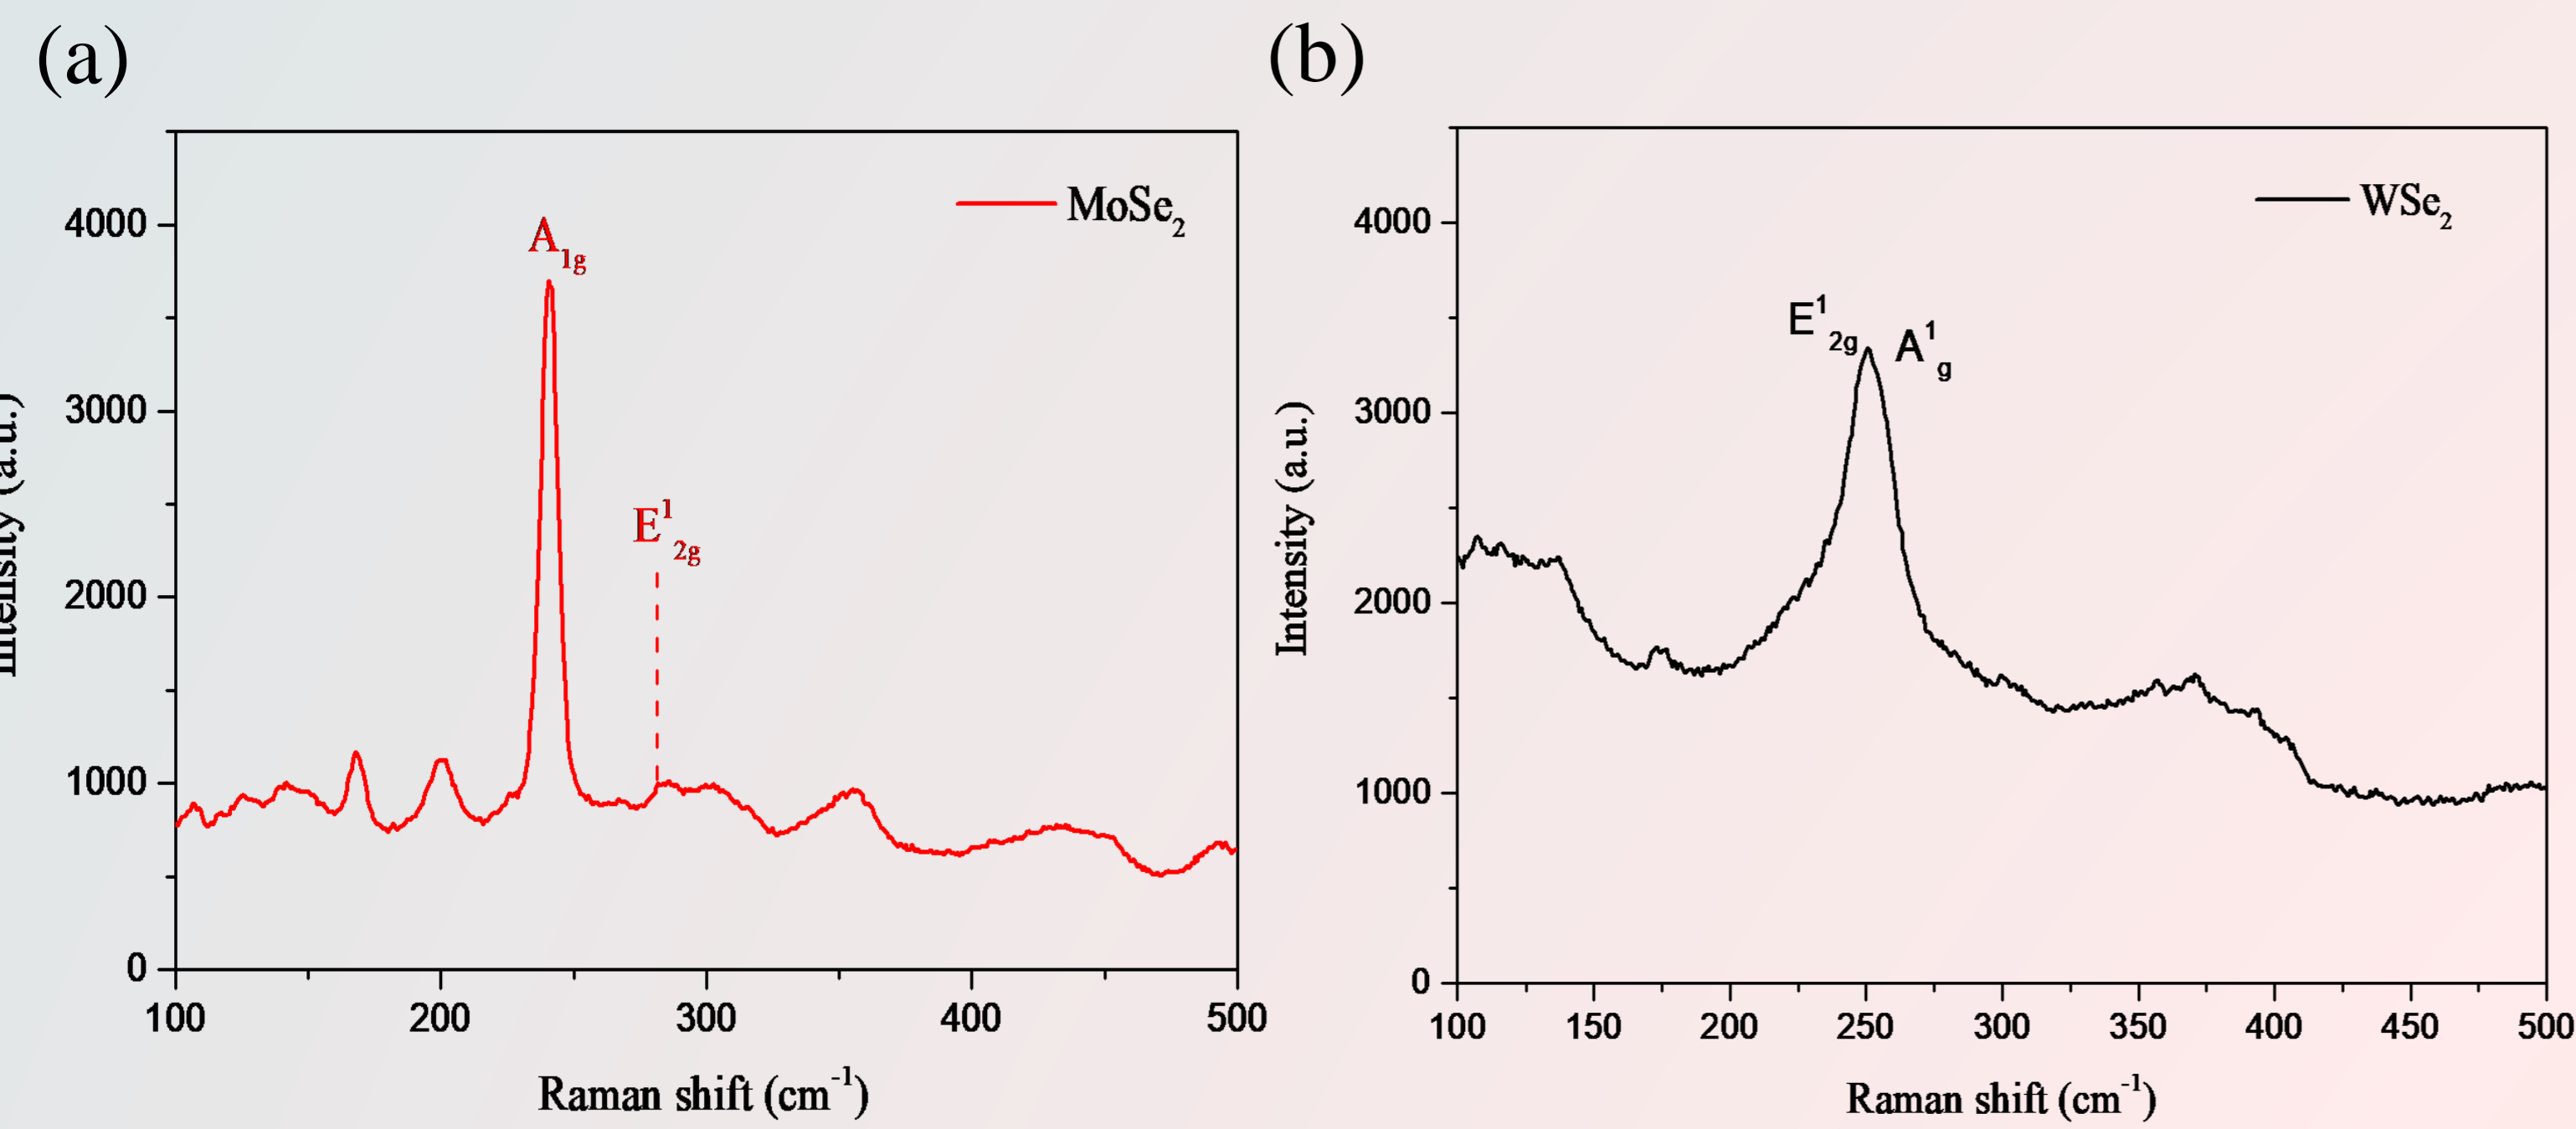 (a)
(b)
MoSe₂
WSe₂
A₁g
E¹₂g
E¹₂g A¹g
4000
3000
2000
1000
0
100 200 300 400 500
Raman shift (cm⁻¹)
Intensity (a.u.)
4000
3000
2000
1000
0
100 150 200 250 300 350 400 450 500
Raman shift (cm⁻¹)
Intensity (a.u.)